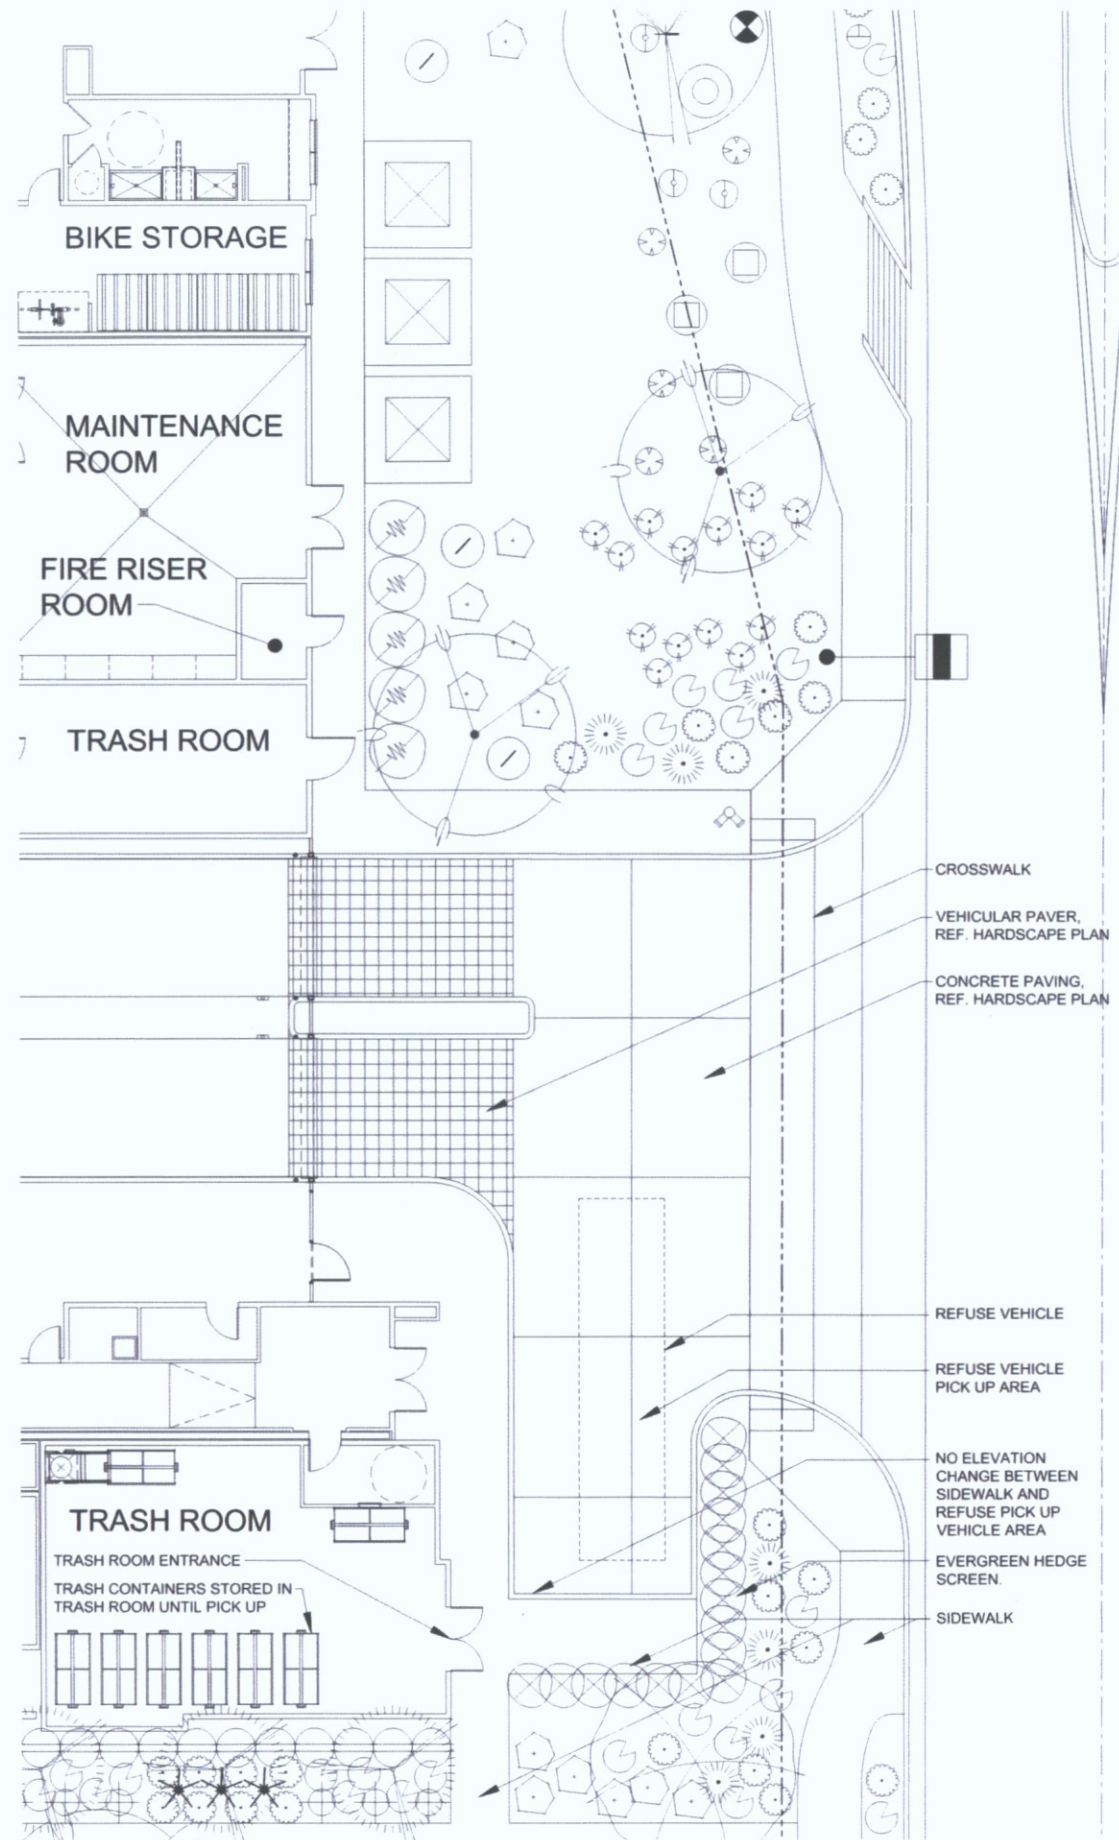 BIKE STORAGE
MAINTENANCE
ROOM
FIRE RISER
ROOM
TRASH ROOM
CROSSWALK
VEHICULAR PAVER,
REF. HARDSCAPE PLAN
CONCRETE PAVING,
REF. HARDSCAPE PLAN
REFUSE VEHICLE
REFUSE VEHICLE
PICK UP AREA
NO ELEVATION
CHANGE BETWEEN
SIDEWALK AND
REFUSE PICK UP
VEHICLE AREA
EVERGREEN HEDGE
SCREEN.
SIDEWALK
TRASH ROOM
TRASH ROOM ENTRANCE
TRASH CONTAINERS STORED IN
TRASH ROOM UNTIL PICK UP